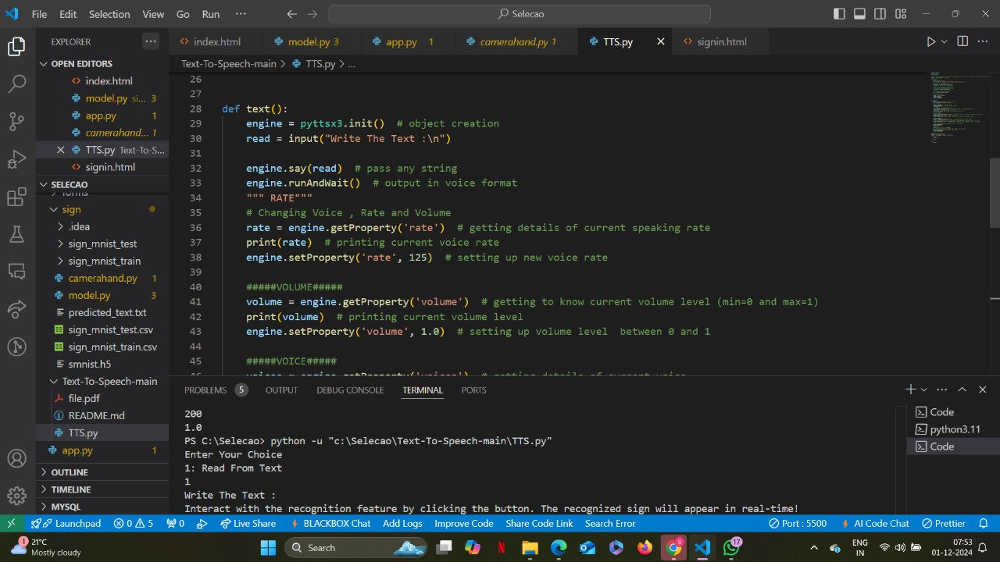 File Edit Selection View Go Run ··· Selecao
EXPLORER ···
OPEN EDITORS
index.html
model.py si... 3
app.py 1
camerahand... 1
TTS.py Text-To-S...
signin.html
SELECAO
forms
sign
.idea
sign_mnist_test
sign_mnist_train
camerahand.py 1
model.py 3
predicted_text.txt
sign_mnist_test.csv
sign_mnist_train.csv
smnist.h5
Text-To-Speech-main
file.pdf
README.md
TTS.py
app.py 1
OUTLINE
TIMELINE
MYSQL
index.html model.py 3 app.py 1 camerahand.py 1 TTS.py signin.html
Text-To-Speech-main > TTS.py > ...
26
27
28 def text():
29 engine = pyttsx3.init() # object creation
30 read = input("Write The Text :\n")
31
32 engine.say(read) # pass any string
33 engine.runAndWait() # output in voice format
34 """ RATE"""
35 # Changing Voice , Rate and Volume
36 rate = engine.getProperty('rate') # getting details of current speaking rate
37 print(rate) # printing current voice rate
38 engine.setProperty('rate', 125) # setting up new voice rate
39
40 #####VOLUME#####
41 volume = engine.getProperty('volume') # getting to know current volume level (min=0 and max=1)
42 print(volume) # printing current volume level
43 engine.setProperty('volume', 1.0) # setting up volume level between 0 and 1
44
45 #####VOICE#####
46 voices = engine.getProperty('voices') # getting details of current voice
PROBLEMS 5 OUTPUT DEBUG CONSOLE TERMINAL PORTS
200
1.0
PS C:\Selecao> python -u "c:\Selecao\Text-To-Speech-main\TTS.py"
Enter Your Choice
1: Read From Text
1
Write The Text :
Interact with the recognition feature by clicking the button. The recognized sign will appear in real-time!
Code
python3.11
Code
Launchpad 0 5 0 Live Share BLACKBOX Chat Add Logs Improve Code Share Code Link Search Error Port : 5500 AI Code Chat Prettier
1 21°C
Mostly cloudy
Search
S
17
ENG
IN
07:53
01-12-2024